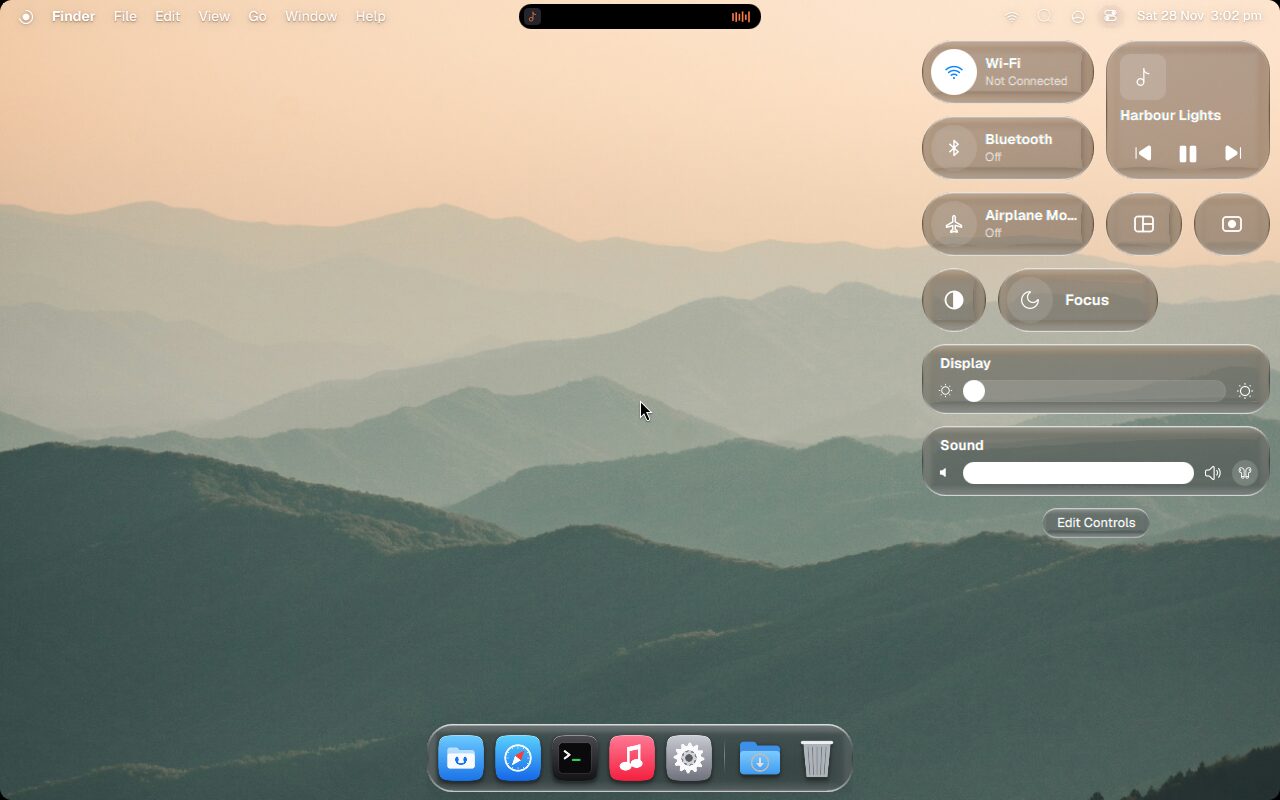 Finder File Edit View Go Window Help Sat 28 Nov 3:02 pm
Wi-Fi
Not Connected
Harbour Lights
Bluetooth
Off
Airplane Mo...
Off
Focus
Display
Sound
Edit Controls